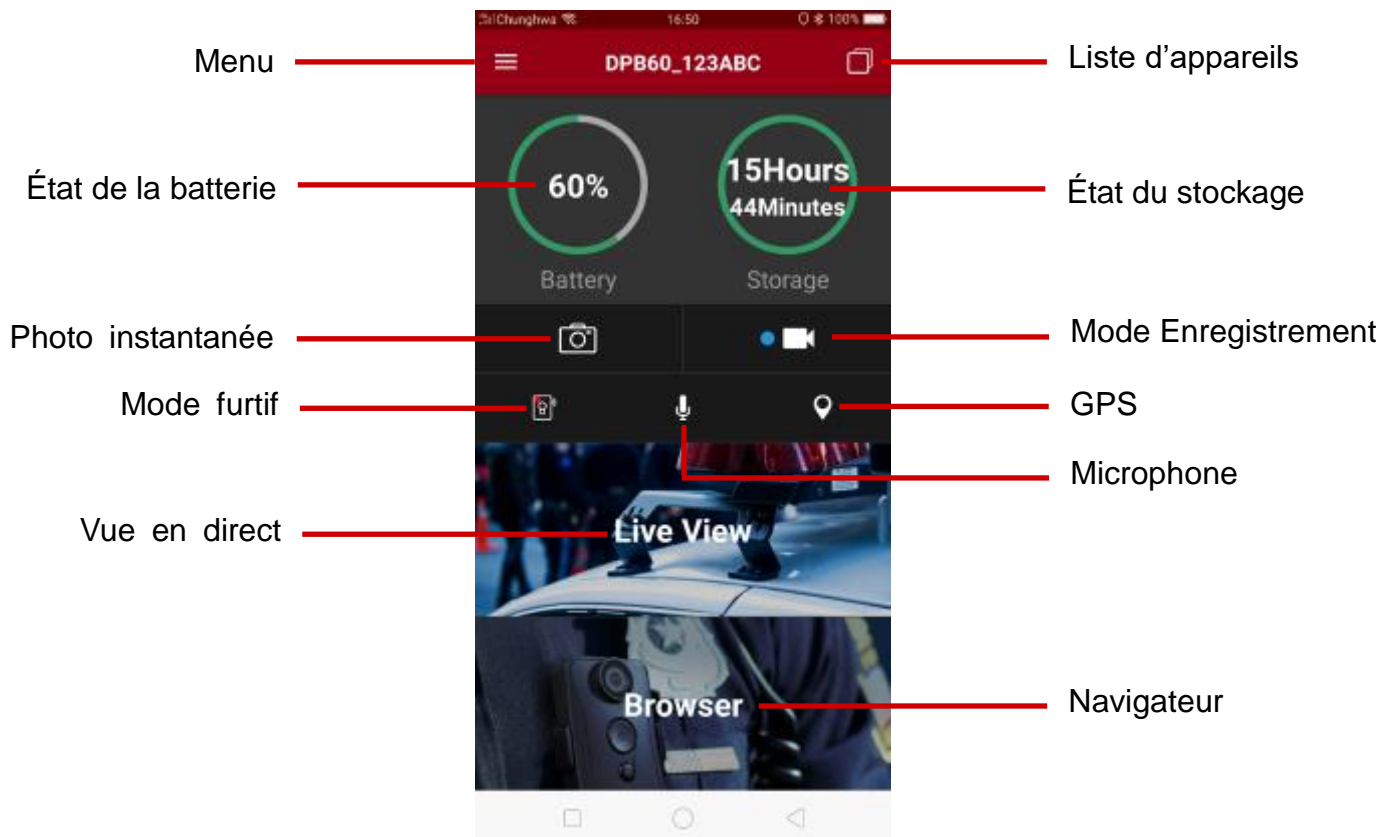 Chunghwa 16:50 100%
Menu DPB60_123ABC Liste d’appareils
État de la batterie 60% 15Hours État du stockage
44Minutes
Battery Storage
Photo instantanée Mode Enregistrement
Mode furtif GPS
Microphone
Vue en direct Live View
Browser Navigateur